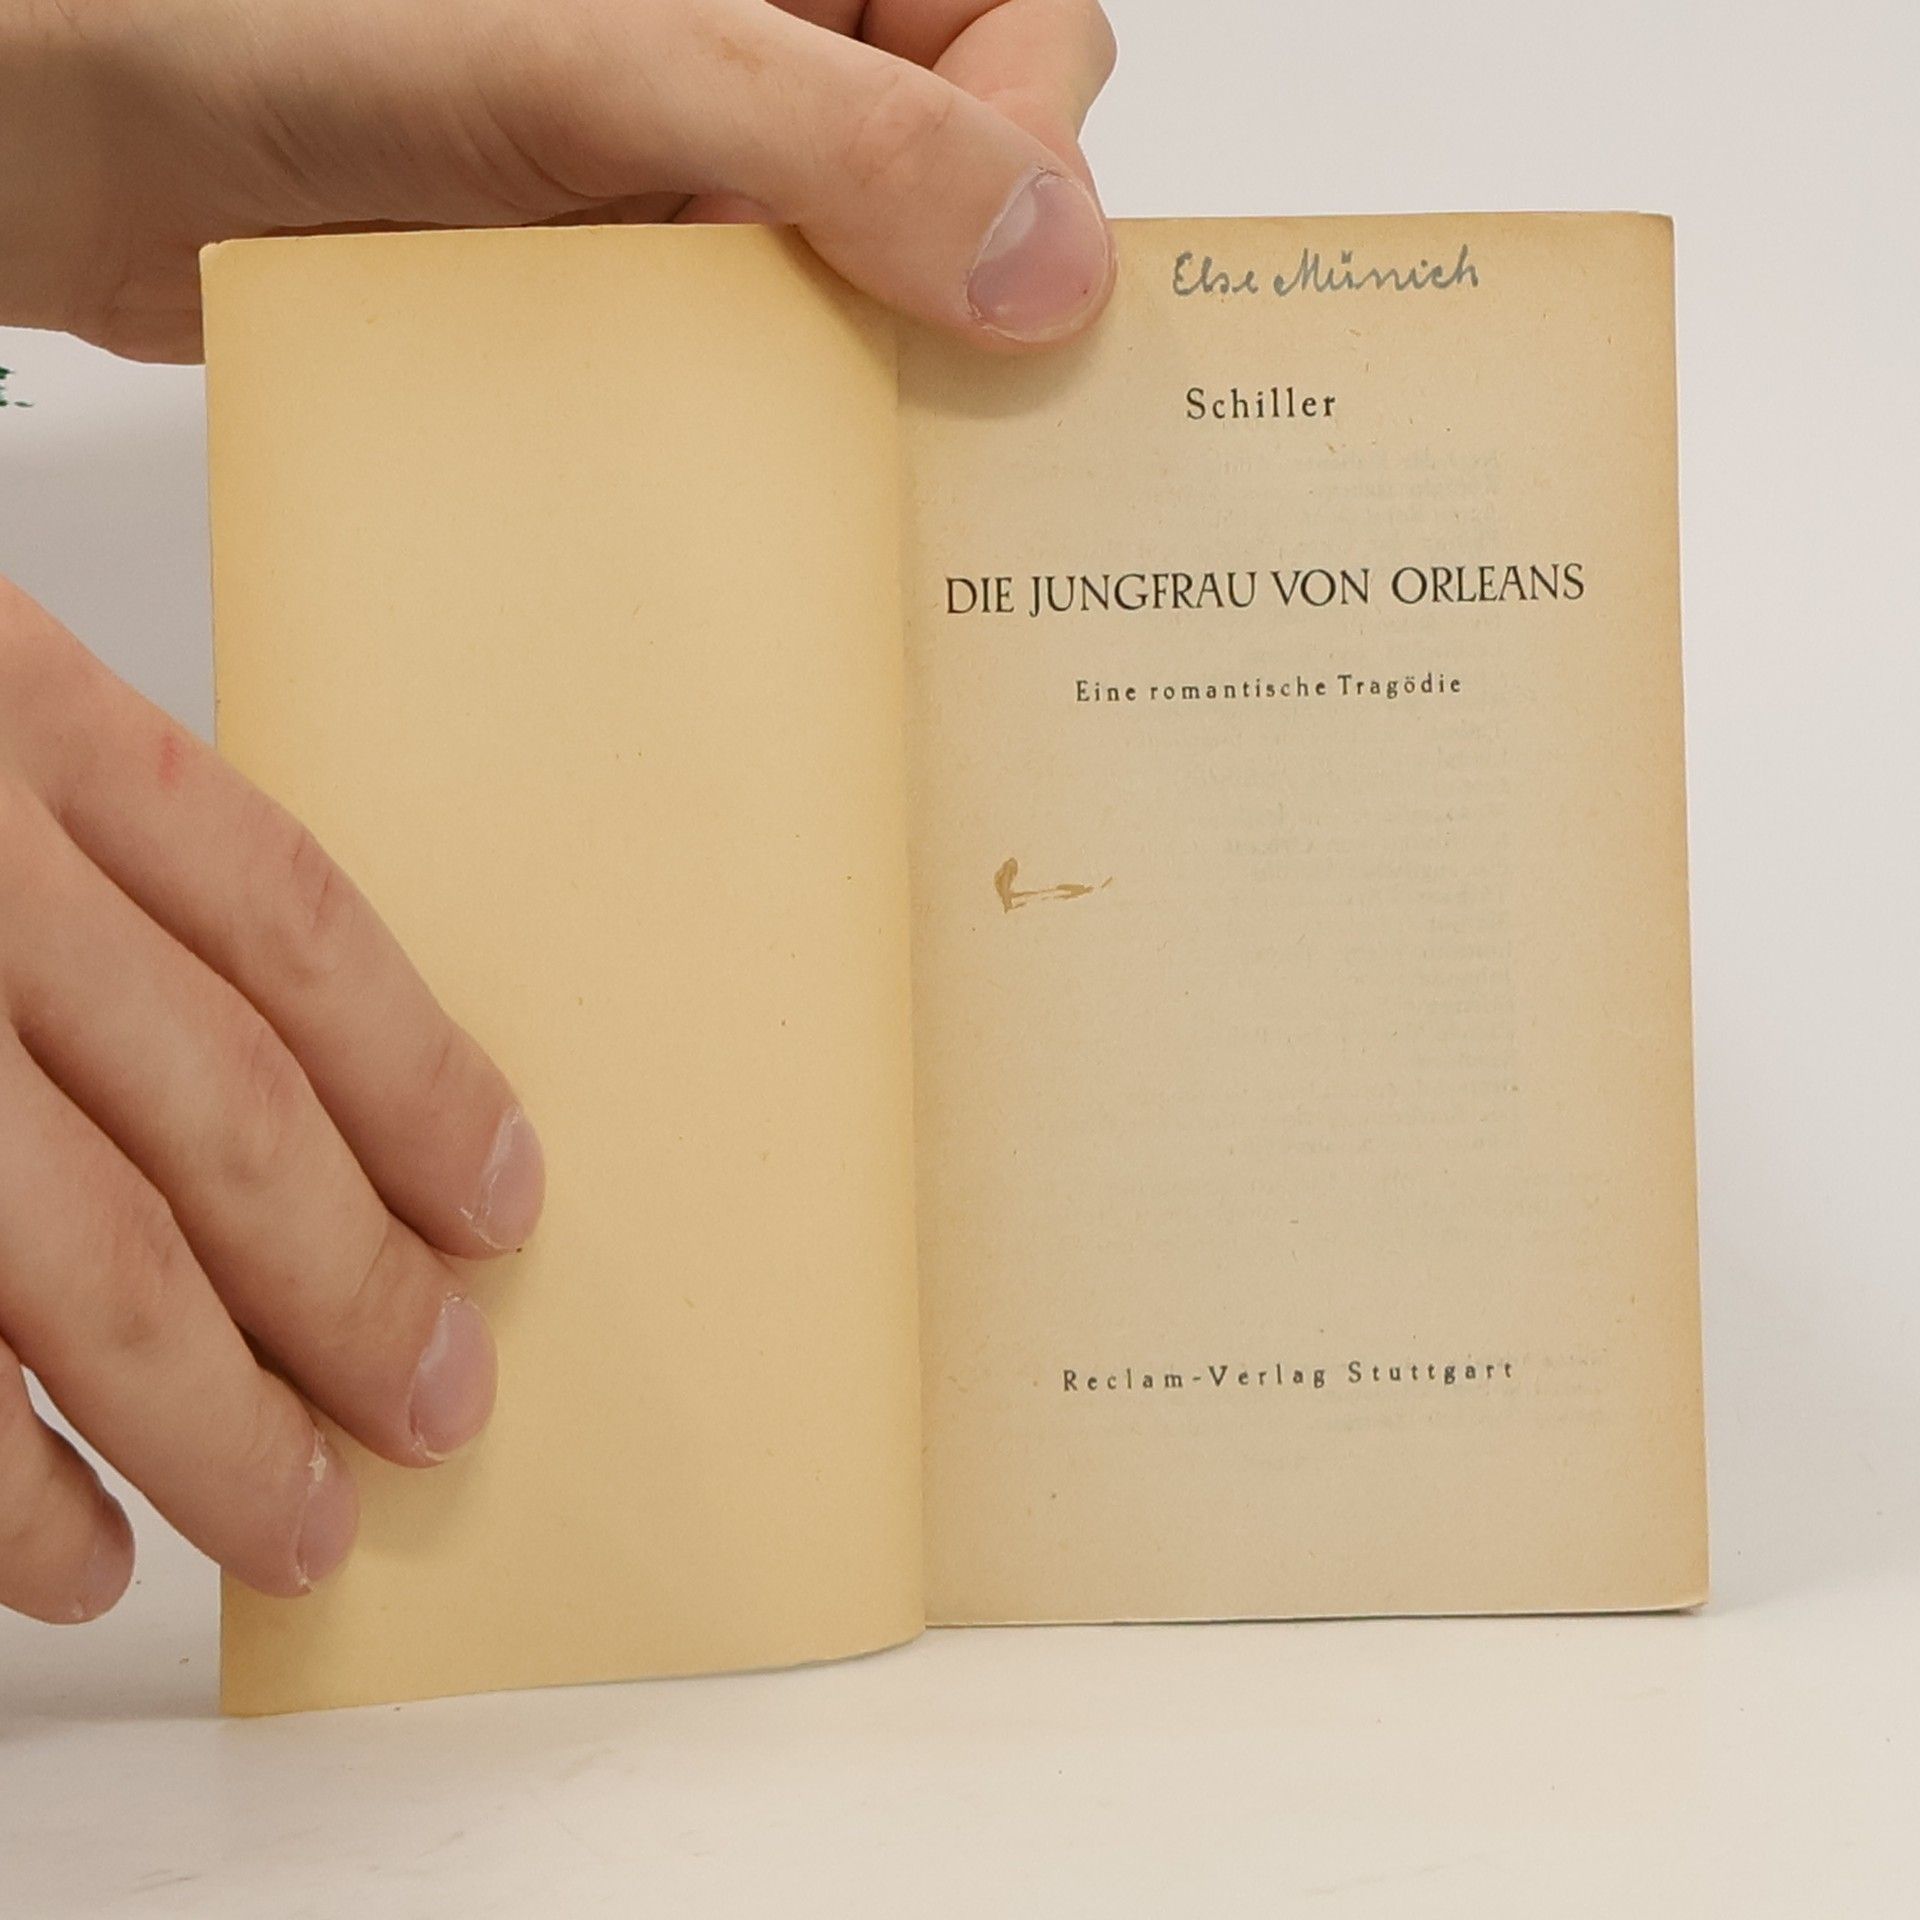 Else Münich
Schiller
DIE JUNGFRAU VON ORLEANS
Eine romantische Tragödie
Reclam-Verlag Stuttgart